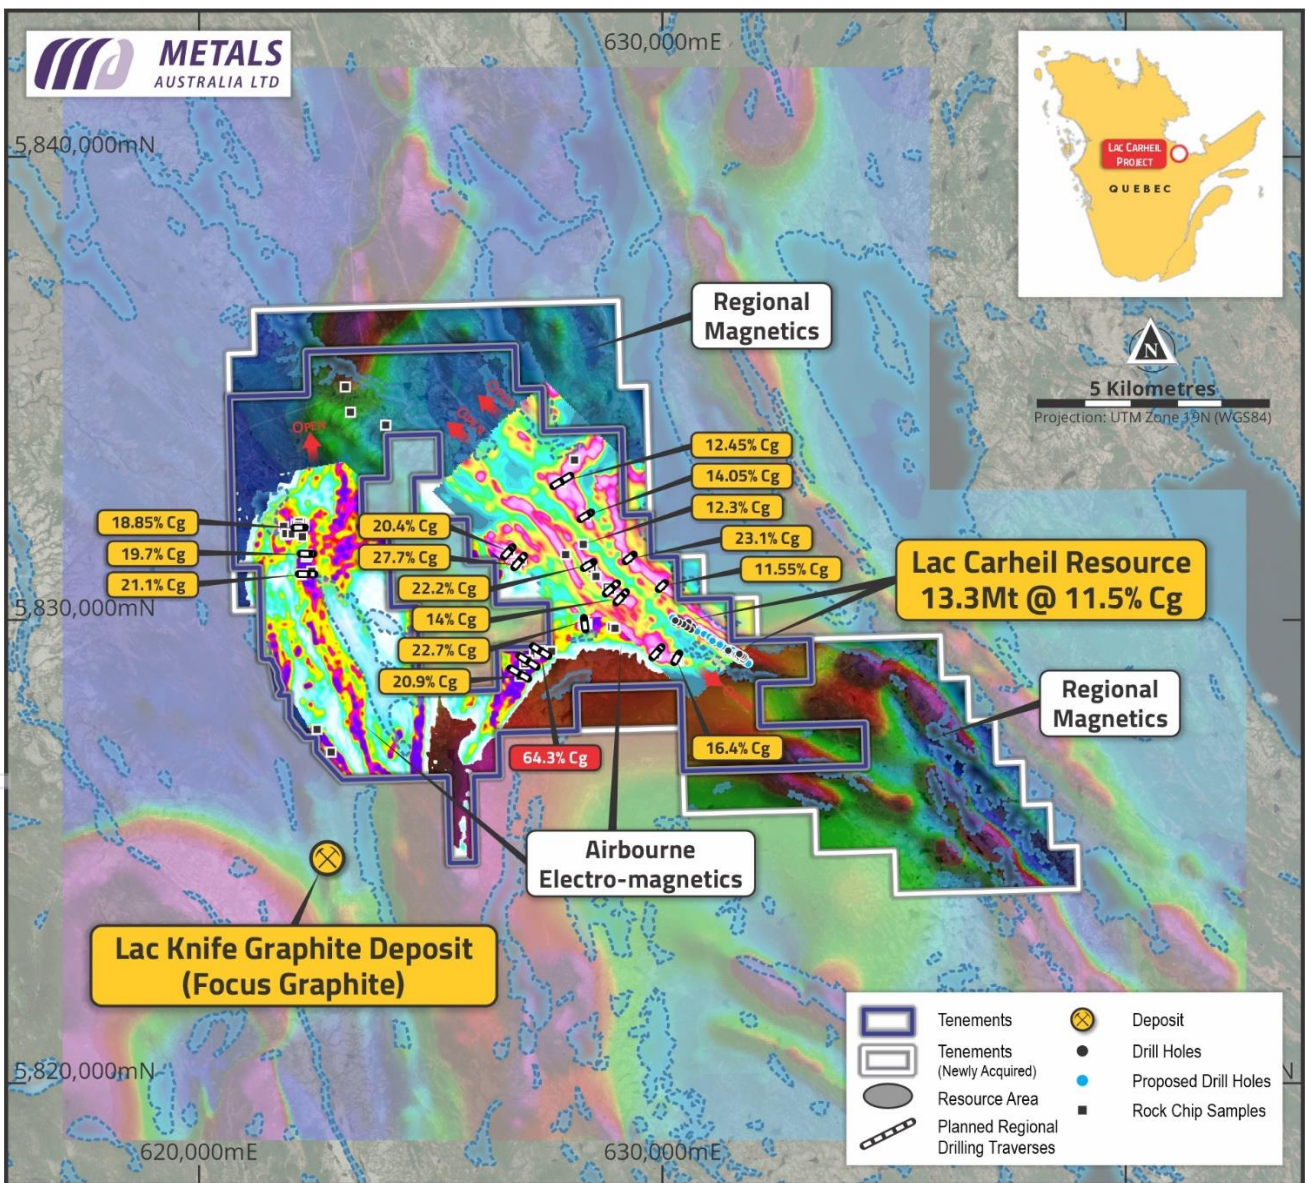 METALS
AUSTRALIA LTD
630,000mE
5,840,000mN
LAC CARHEIL
PROJECT
QUEBEC
N
5 Kilometres
Projection: UTM Zone 19N (WGS84)
Regional
Magnetics
OPEN
OPEN
OPEN
12.45% Cg
14.05% Cg
12.3% Cg
23.1% Cg
11.55% Cg
18.85% Cg
19.7% Cg
21.1% Cg
20.4% Cg
27.7% Cg
22.2% Cg
14% Cg
22.7% Cg
20.9% Cg
Lac Carheil Resource
13.3Mt @ 11.5% Cg
5,830,000mN
Regional
Magnetics
64.3% Cg
16.4% Cg
Airbourne
Electro-magnetics
Lac Knife Graphite Deposit
(Focus Graphite)
Tenements
Tenements
(Newly Acquired)
Resource Area
Planned Regional
Drilling Traverses
Deposit
Drill Holes
Proposed Drill Holes
Rock Chip Samples
5,820,000mN
N
620,000mE
630,000mE